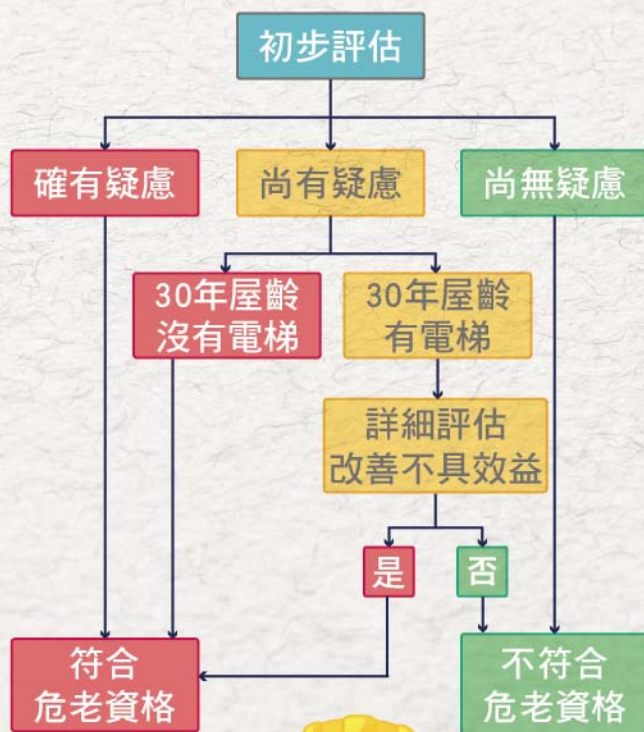 初步評估
確有疑慮
尚有疑慮
尚無疑慮
30年屋齡
沒有電梯
30年屋齡
有電梯
詳細評估
改善不具效益
是
否
符合
危老資格
不符合
危老資格